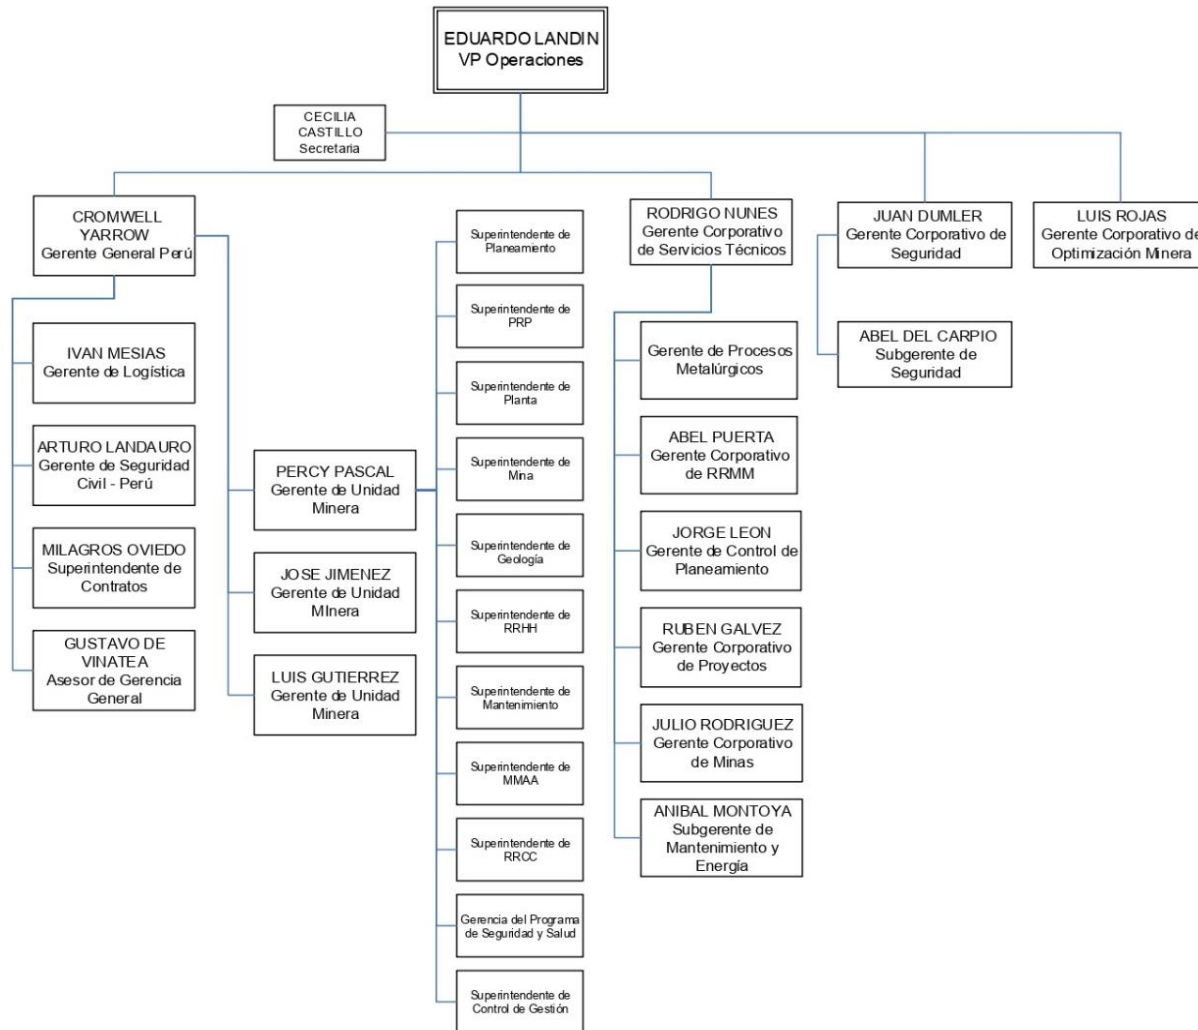 EDUARDO LANDIN
VP Operaciones
CECILIA
CASTILLO
Secretaria
CROMWELL
YARROW
Gerente General Perú
RODRIGO NUNES
Gerente Corporativo
de Servicios Técnicos
JUAN DUMLER
Gerente Corporativo de
Seguridad
LUIS ROJAS
Gerente Corporativo de
Optimización Minera
IVAN MESIAS
Gerente de Logística
ARTURO LANDAURO
Gerente de Seguridad
Civil - Perú
MILAGROS OVIEDO
Superintendente de
Contratos
GUSTAVO DE
VINATEA
Asesor de Gerencia
General
PERCY PASCAL
Gerente de Unidad
Minera
JOSE JIMENEZ
Gerente de Unidad
MInera
LUIS GUTIERREZ
Gerente de Unidad
Minera
Superintendente de
Planeamiento
Superintendente de
PRP
Superintendente de
Planta
Superintendente de
Mina
Superintendente de
Geología
Superintendente de
RRHH
Superintendente de
Mantenimiento
Superintendente de
MMAA
Superintendente de
RRCC
Gerencia del Programa
de Seguridad y Salud
Superintendente de
Control de Gestión
Gerente de Procesos
Metalúrgicos
ABEL PUERTA
Gerente Corporativo
de RRMM
JORGE LEON
Gerente de Control de
Planeamiento
RUBEN GALVEZ
Gerente Corporativo
de Proyectos
JULIO RODRIGUEZ
Gerente Corporativo
de Minas
ANIBAL MONTOYA
Subgerente de
Mantenimiento y
Energía
ABEL DEL CARPIO
Subgerente de
Seguridad